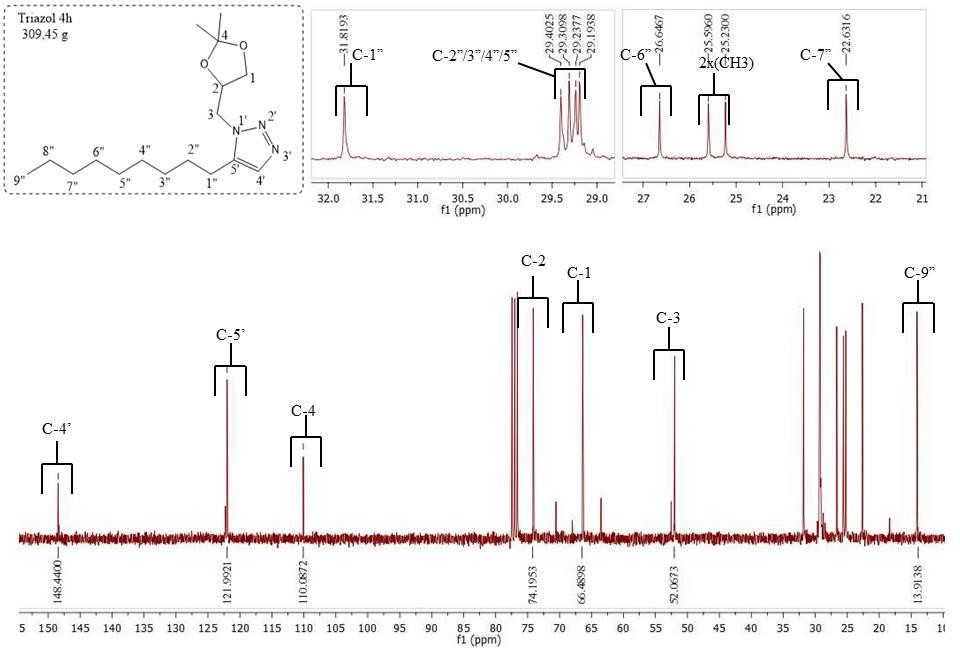 Triazol 4h
309,45 g
4
O
O
1
2
3
1'
N
N
2'
N
3'
4'
5'
8"
6"
4"
2"
9"
7"
5"
3"
1"
31.8193
29.4025
29.3098
29.2377
29.1938
C-1”
C-2”/3”/4”/5”
32.0 31.5 31.0 30.5 30.0 29.5 29.0
f1 (ppm)
26.6467
25.5960
25.2300
22.6316
C-6”
2x(CH3)
C-7”
27 26 25 24 23 22 21
f1 (ppm)
C-4’
C-5’
C-4
C-2
C-1
C-3
C-9”
148.4400
121.9921
110.0872
74.1953
66.4898
52.0673
13.9138
5 150 145 140 135 130 125 120 115 110 105 100 95 90 85 80 75 70 65 60 55 50 45 40 35 30 25 20 15 10
f1 (ppm)